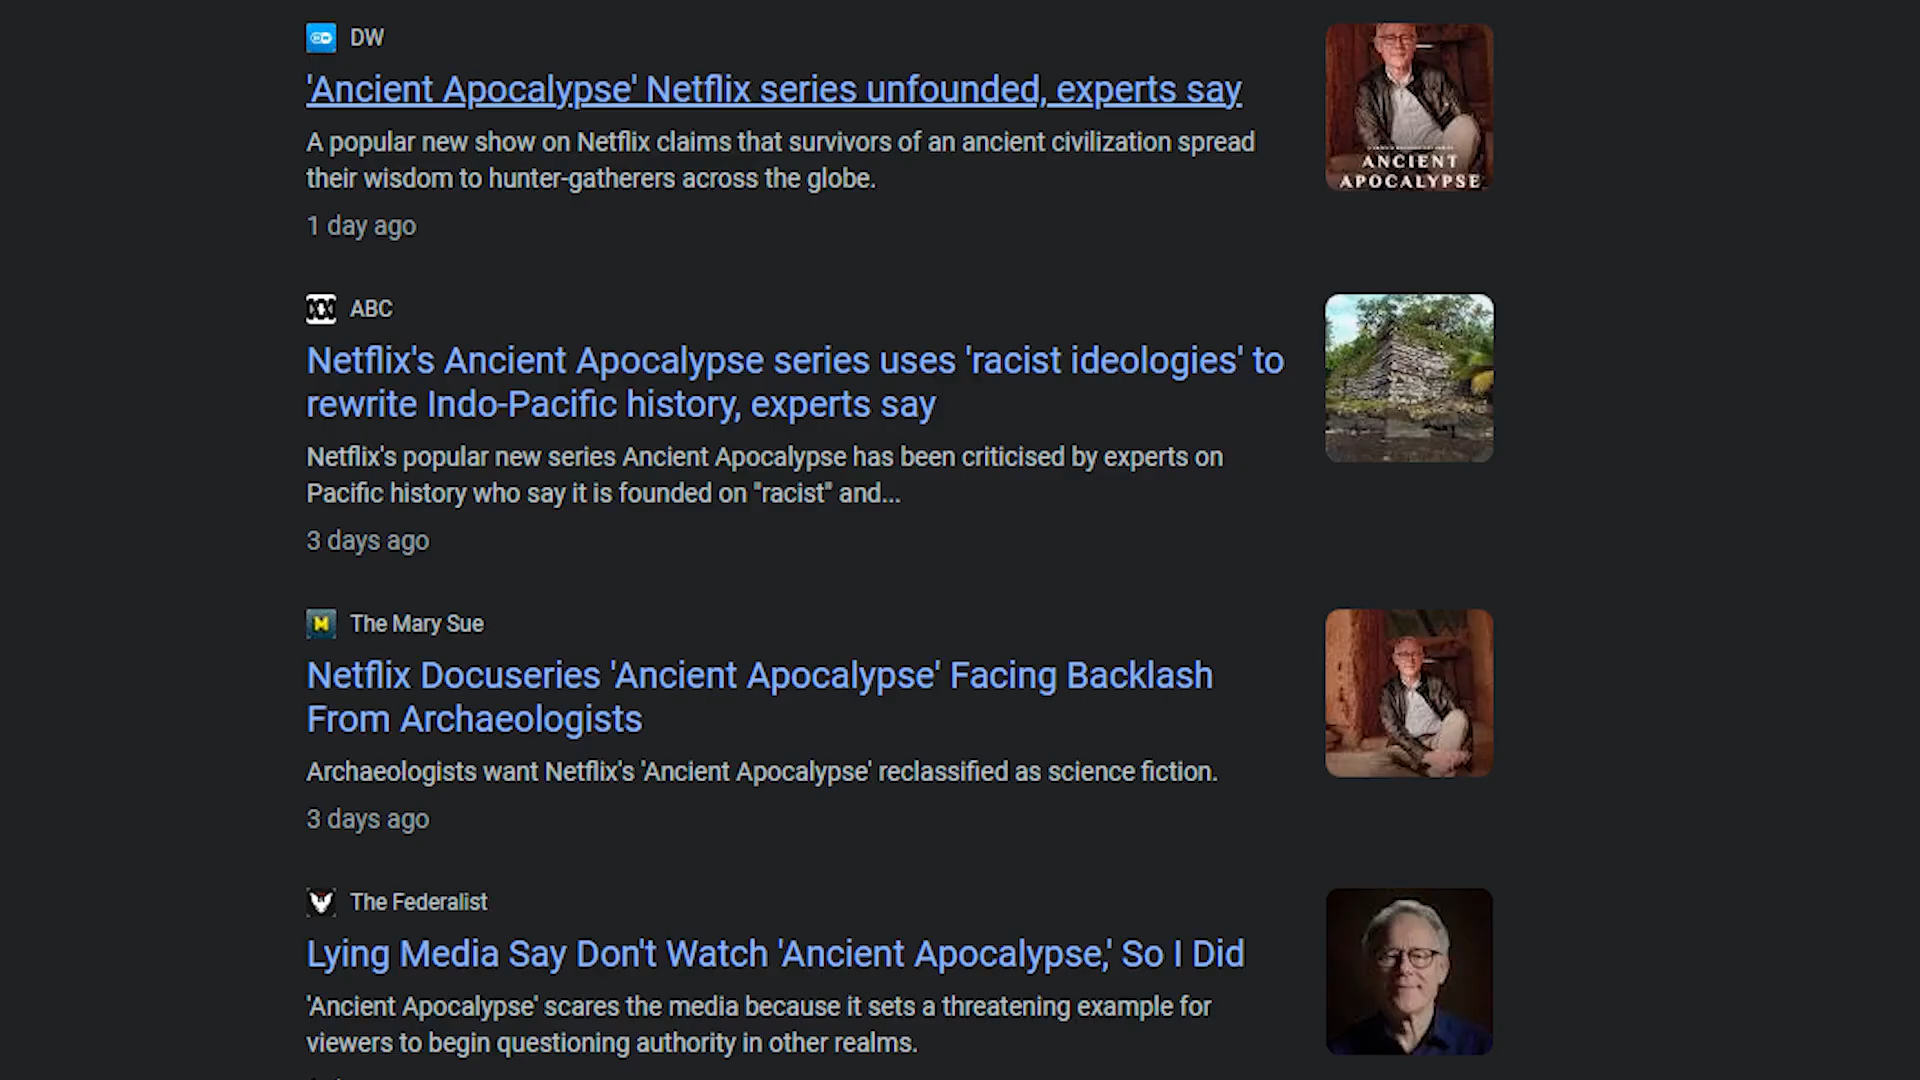 DW
'Ancient Apocalypse' Netflix series unfounded, experts say
A popular new show on Netflix claims that survivors of an ancient civilization spread
their wisdom to hunter-gatherers across the globe.
1 day ago
ANCIENT
APOCALYPSE
ABC
Netflix's Ancient Apocalypse series uses 'racist ideologies' to
rewrite Indo-Pacific history, experts say
Netflix's popular new series Ancient Apocalypse has been criticised by experts on
Pacific history who say it is founded on "racist" and...
3 days ago
M
The Mary Sue
Netflix Docuseries 'Ancient Apocalypse' Facing Backlash
From Archaeologists
Archaeologists want Netflix's 'Ancient Apocalypse' reclassified as science fiction.
3 days ago
The Federalist
Lying Media Say Don't Watch 'Ancient Apocalypse,' So I Did
'Ancient Apocalypse' scares the media because it sets a threatening example for
viewers to begin questioning authority in other realms.